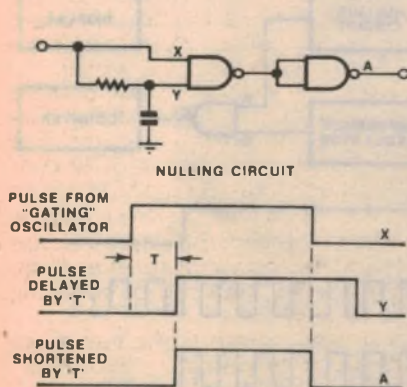 X
Y
A
NULLING CIRCUIT
PULSE FROM
"GATING"
OSCILLATOR
X
T
PULSE
DELAYED
BY 'T'
Y
PULSE
SHORTENED
BY 'T'
A